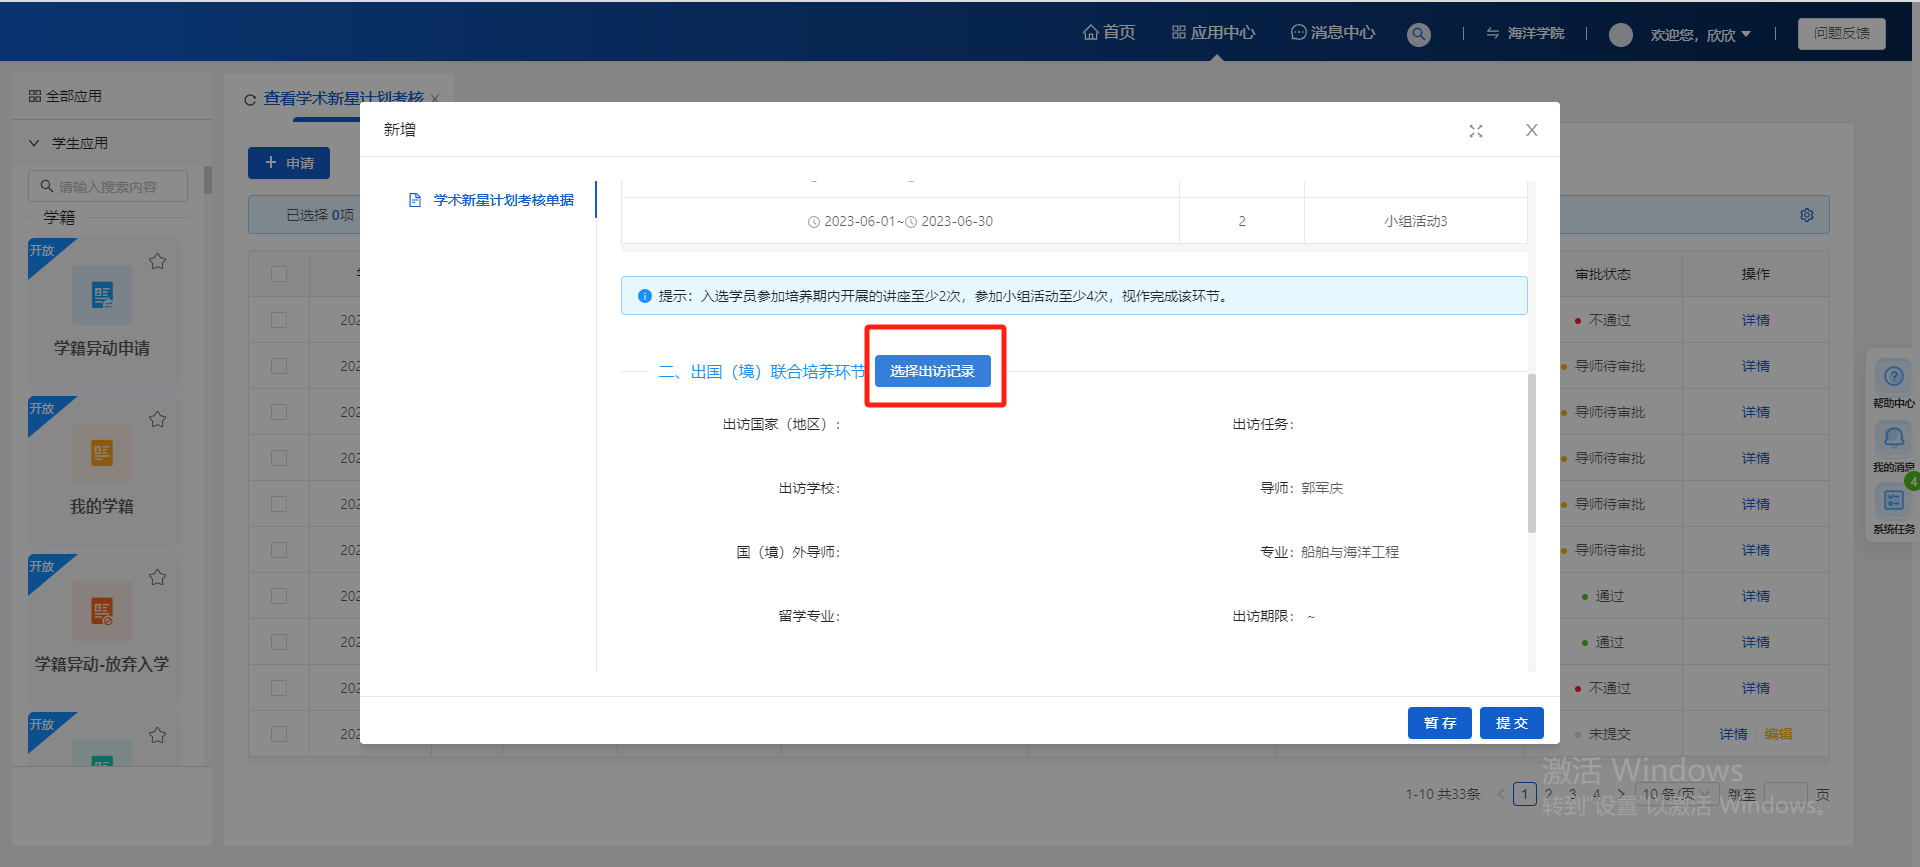 首页
应用中心
消息中心
海洋学院
欢迎您，欣欣
问题反馈
全部应用
学生应用
请输入搜索内容
学籍
开放
学籍异动申请
开放
我的学籍
开放
学籍异动-放弃入学
开放
查看学术新星计划考核
申请
已选择 0项
审批状态
操作
202
不通过
详情
202
导师待审批
详情
202
导师待审批
详情
202
导师待审批
详情
202
导师待审批
详情
202
导师待审批
详情
202
通过
详情
202
通过
详情
202
不通过
详情
202
未提交
详情
编辑
1-10 共33条
1
2
3
4
10 条/页
跳至
页
新增
学术新星计划考核单据
2023-06-01~ 2023-06-30
2
小组活动3
提示：入选学员参加培养期内开展的讲座至少2次，参加小组活动至少4次，视作完成该环节。
二、出国（境）联合培养环节
选择出访记录
出访国家（地区）：
出访任务：
出访学校：
导师：郭军庆
国（境）外导师：
专业：船舶与海洋工程
留学专业：
出访期限： ~
暂 存
提 交
帮助中心
我的消息
4
系统任务
激活 Windows
转到"设置"以激活 Windows。